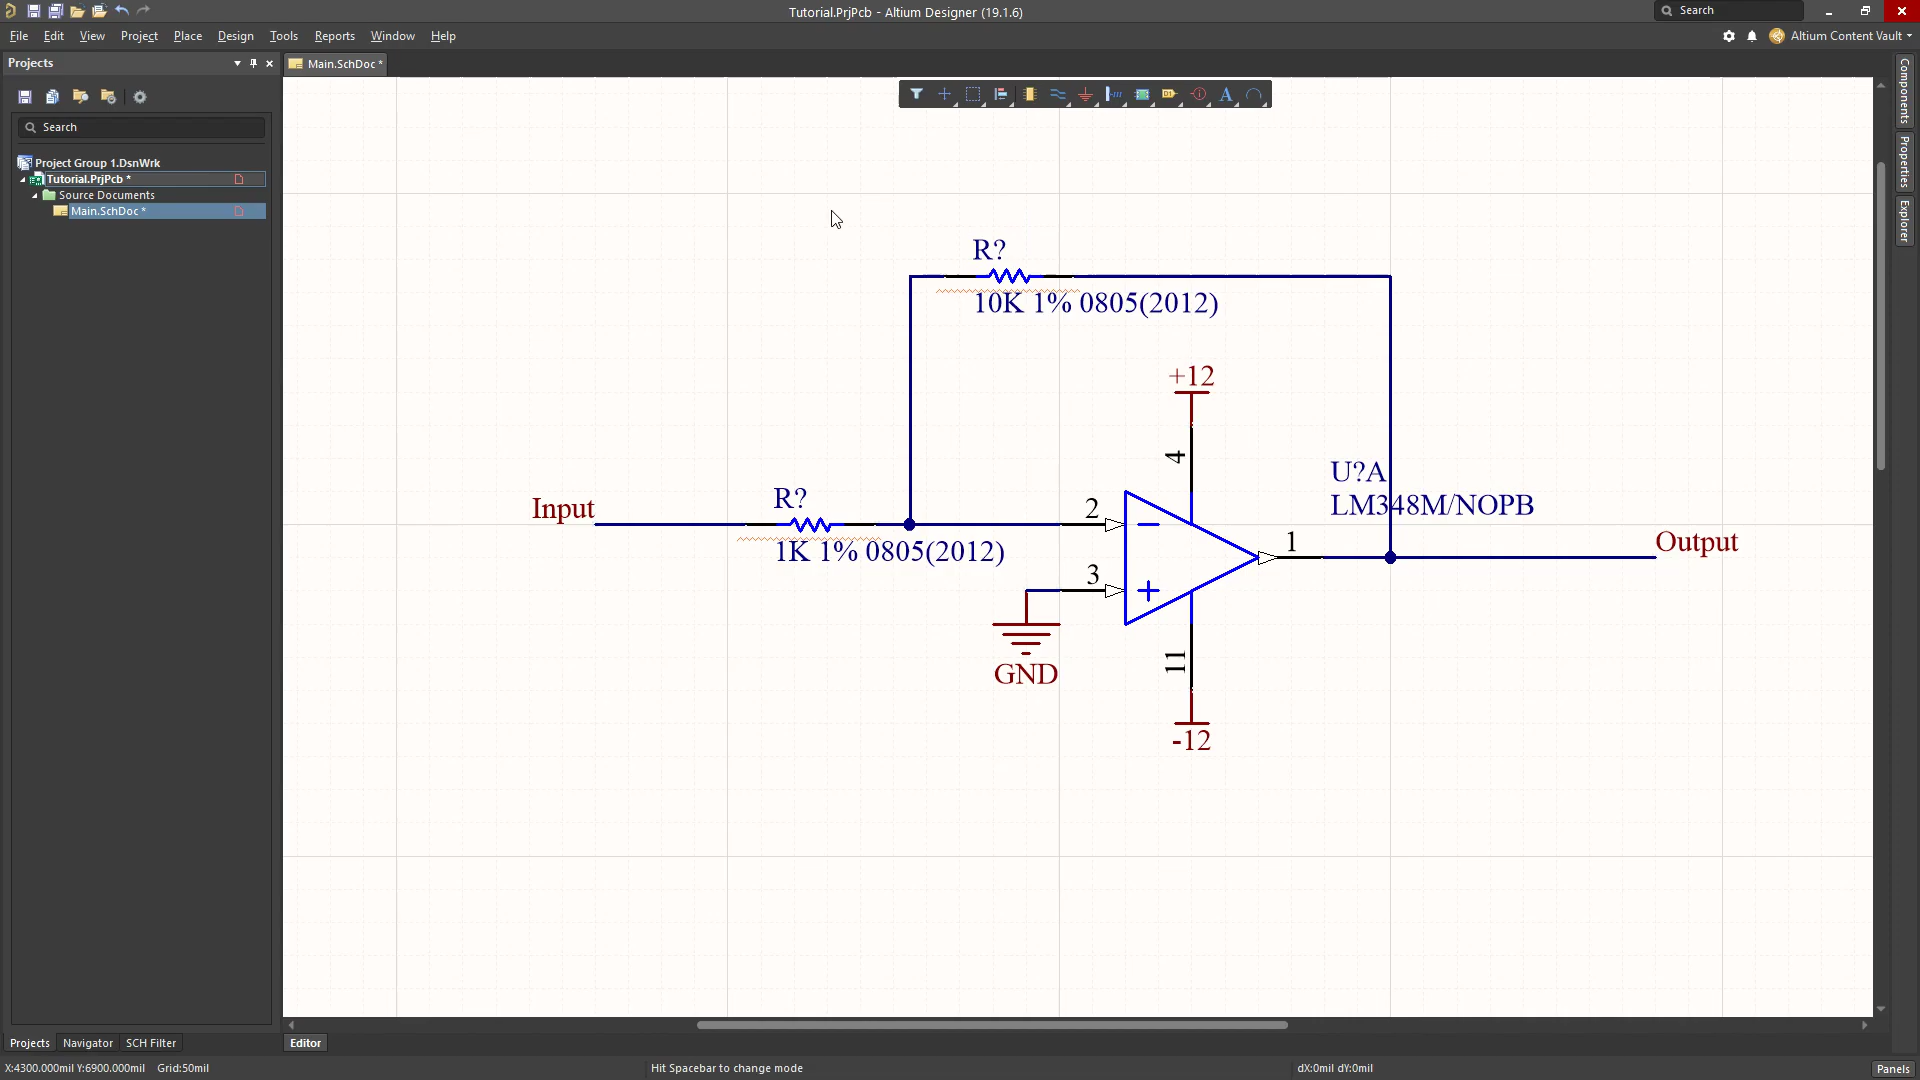 Tutorial.PrjPcb - Altium Designer (19.1.6)
Search
File Edit View Project Place Design Tools Reports Window Help
Altium Content Vault
Projects
Main.SchDoc *
Search
Project Group 1.DsnWrk
Tutorial.PrjPcb *
Source Documents
Main.SchDoc *
Components
Properties
Explorer
R?
10K 1% 0805(2012)
+12
4
U?A
LM348M/NOPB
R?
Input
2
1K 1% 0805(2012)
1
Output
3
GND
11
-12
Projects Navigator SCH Filter
Editor
X:4300.000mil Y:6900.000mil Grid:50mil
Hit Spacebar to change mode
dX:0mil dY:0mil
Panels